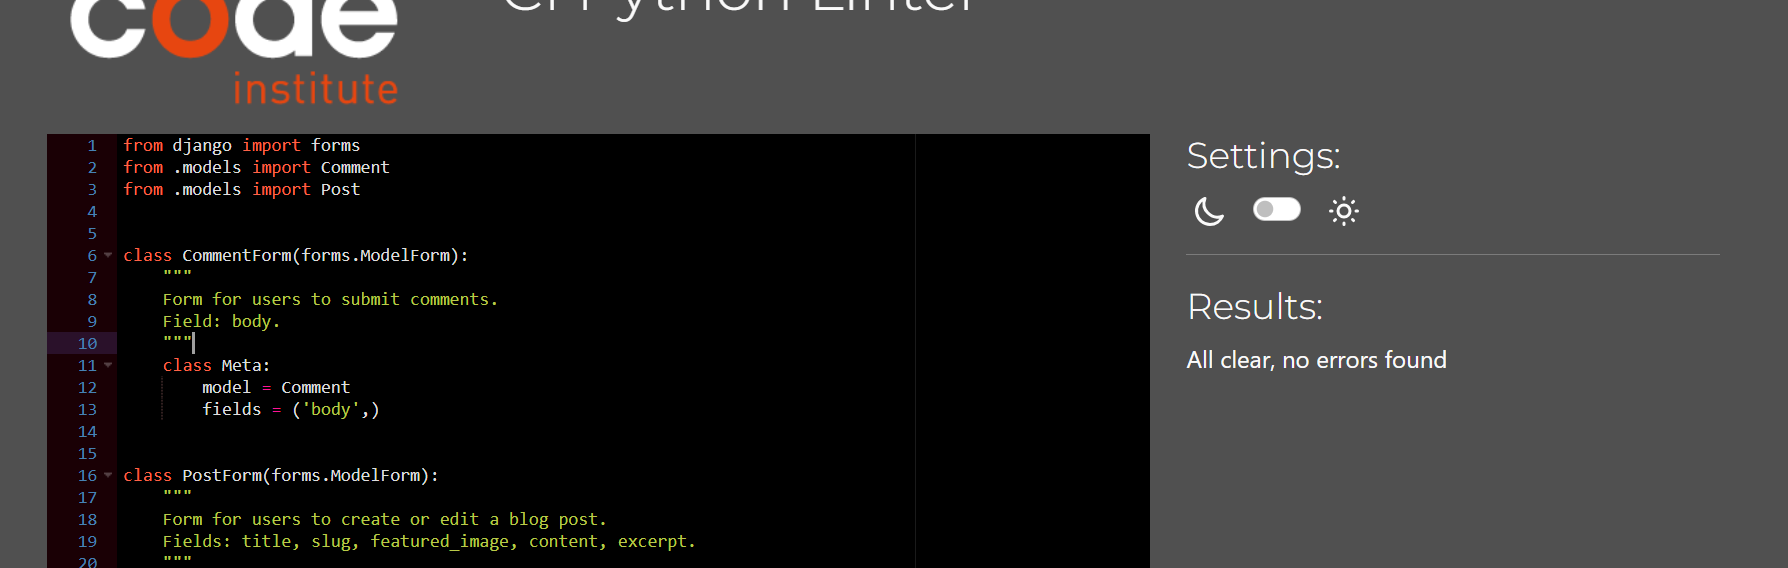 code
CI Python Linter
institute
1 from django import forms
2 from .models import Comment
3 from .models import Post
4
5
6 class CommentForm(forms.ModelForm):
7     """
8     Form for users to submit comments.
9     Field: body.
10     """
11     class Meta:
12         model = Comment
13         fields = ('body',)
14
15
16 class PostForm(forms.ModelForm):
17     """
18     Form for users to create or edit a blog post.
19     Fields: title, slug, featured_image, content, excerpt.
20     """
Settings:
Results:
All clear, no errors found